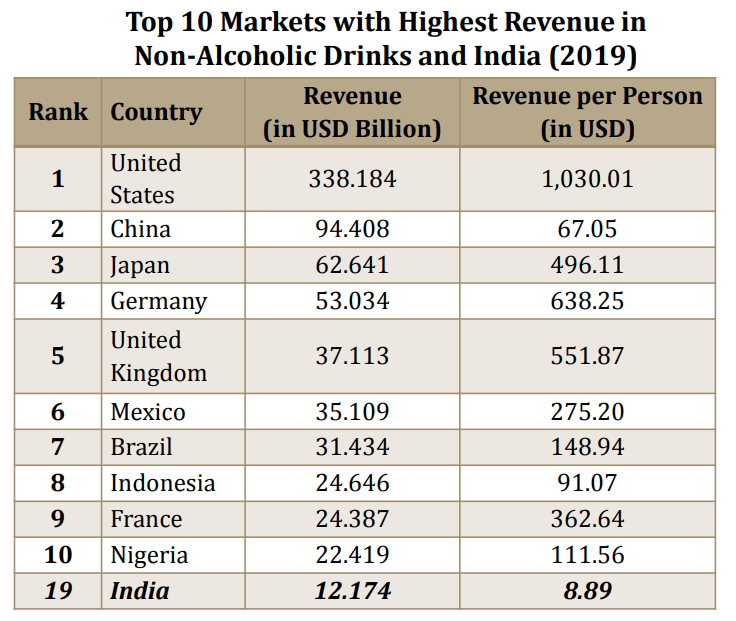 Top 10 Markets with Highest Revenue in
Non-Alcoholic Drinks and India (2019)
Rank Country Revenue (in USD Billion) Revenue per Person (in USD)
1 United States 338.184 1,030.01
2 China 94.408 67.05
3 Japan 62.641 496.11
4 Germany 53.034 638.25
5 United Kingdom 37.113 551.87
6 Mexico 35.109 275.20
7 Brazil 31.434 148.94
8 Indonesia 24.646 91.07
9 France 24.387 362.64
10 Nigeria 22.419 111.56
19 India 12.174 8.89